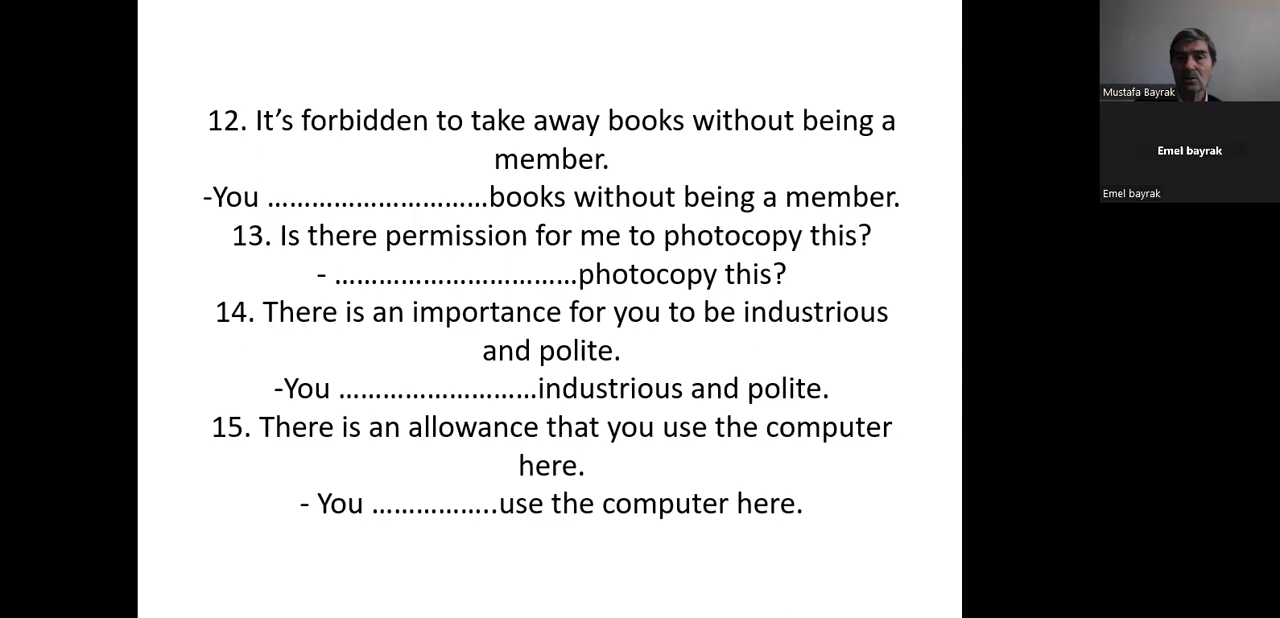 12. It’s forbidden to take away books without being a
member.
-You …………………………books without being a member.
13. Is there permission for me to photocopy this?
- ……………………………photocopy this?
14. There is an importance for you to be industrious
and polite.
-You ………………………industrious and polite.
15. There is an allowance that you use the computer
here.
- You ……………..use the computer here.
Mustafa Bayrak
Emel bayrak
Emel bayrak